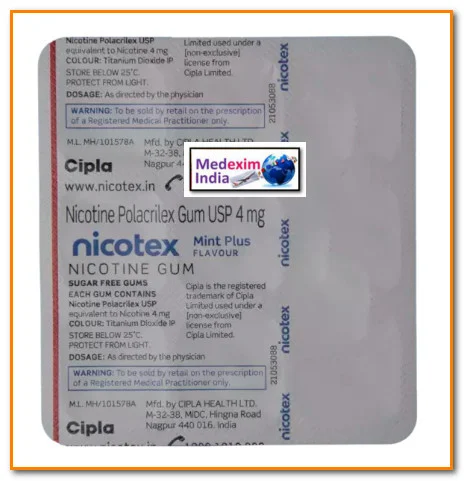 Nicotine Polacrilex USP
equivalent to Nicotine 4 mg
COLOUR: Titanium Dioxide IP
STORE BELOW 25°C.
PROTECT FROM LIGHT.
DOSAGE: As directed by the physician
Limited used under a
[non-exclusive]
license from
Cipla Limited.
nicotex
21053088
WARNING: To be sold by retail on the prescription
of a Registered Medical Practitioner only.
M.L. MH/101578A
Mfd. by CIPLA HEALTH LTD.
M-32-38,
Nagpur 4
Cipla
www.nicotex.in
Medexim
India
nicotex
Nicotine Polacrilex Gum USP 4 mg
nicotex Mint Plus
FLAVOUR
NICOTINE GUM
SUGAR FREE GUMS
EACH GUM CONTAINS
Nicotine Polacrilex USP
equivalent to Nicotine 4 mg.
COLOUR: Titanium Dioxide IP
STORE BELOW 25°C.
PROTECT FROM LIGHT.
DOSAGE: As directed by the physician
Cipla is the registered
trademark of Cipla
Limited used under a
[non-exclusive]
license from
Cipla Limited.
nicotex
21053088
WARNING: To be sold by retail on the prescription
of a Registered Medical Practitioner only.
M.L. MH/101578A
Mfd. by CIPLA HEALTH LTD.
M-32-38, MIDC, Hingna Road
Nagpur 440 016. India
Cipla
www.nicotex.in
nicotex